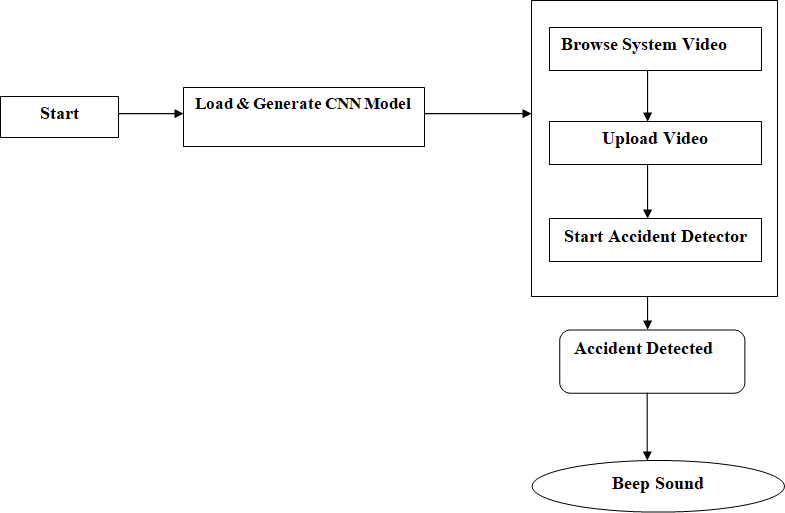 Start
Load & Generate CNN Model
Browse System Video
Upload Video
Start Accident Detector
Accident Detected
Beep Sound